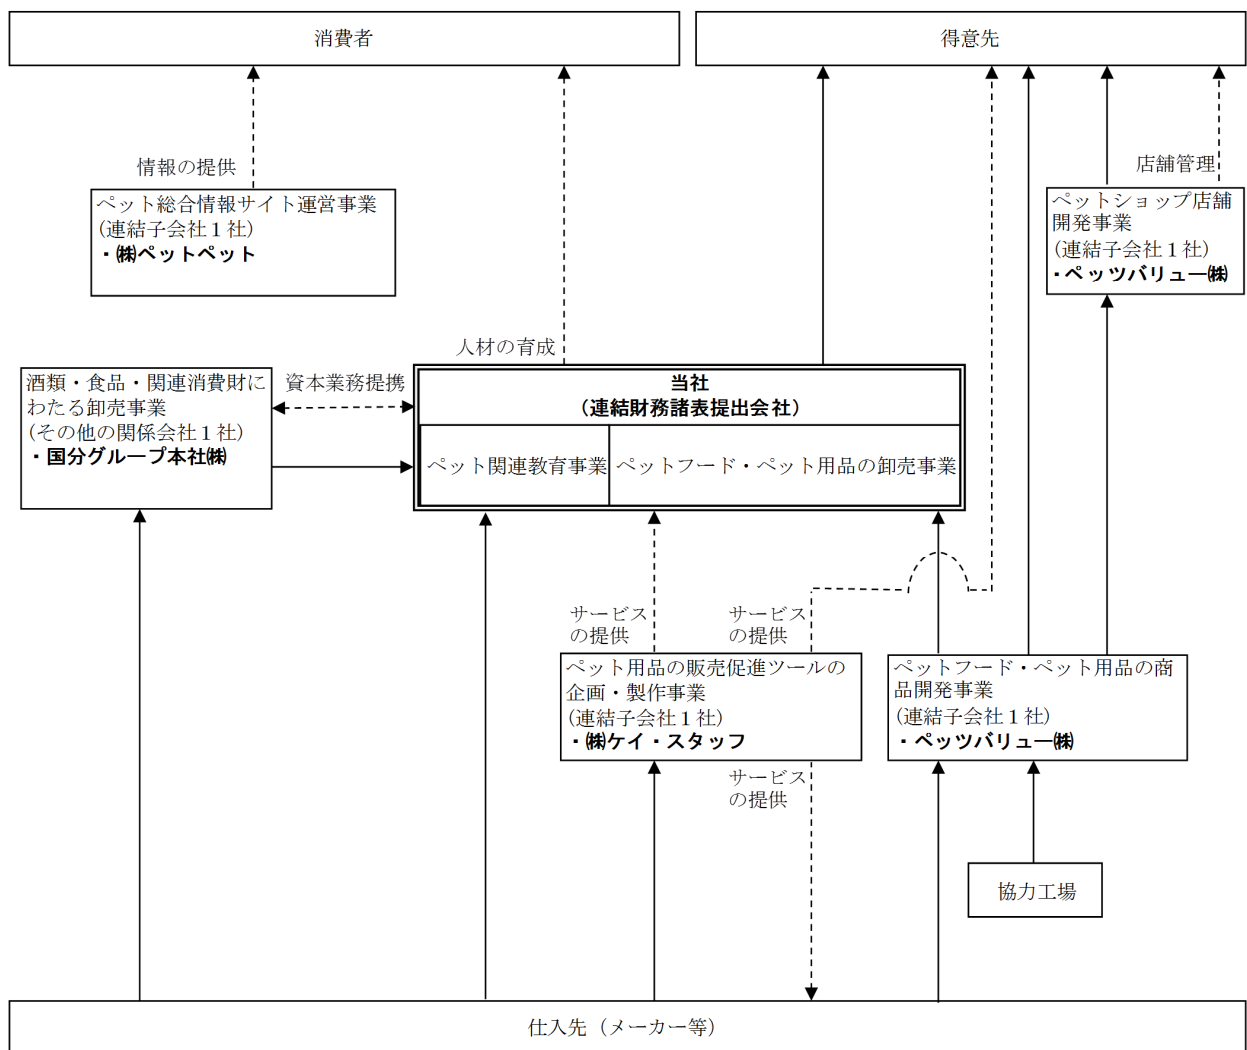 消費者
得意先
情報の提供
店舗管理
ペット総合情報サイト運営事業
(連結子会社１社)
・㈱ペットペット
ペットショップ店舗
開発事業
(連結子会社１社)
・ペッツバリュー㈱
人材の育成
酒類・食品・関連消費財に
わたる卸売事業
(その他の関係会社１社)
・国分グループ本社㈱
資本業務提携
当社
（連結財務諸表提出会社）
ペット関連教育事業
ペットフード・ペット用品の卸売事業
サービス
の提供
サービス
の提供
ペット用品の販売促進ツールの
企画・製作事業
(連結子会社１社)
・㈱ケイ・スタッフ
ペットフード・ペット用品の商
品開発事業
(連結子会社１社)
・ペッツバリュー㈱
サービス
の提供
協力工場
仕入先（メーカー等）